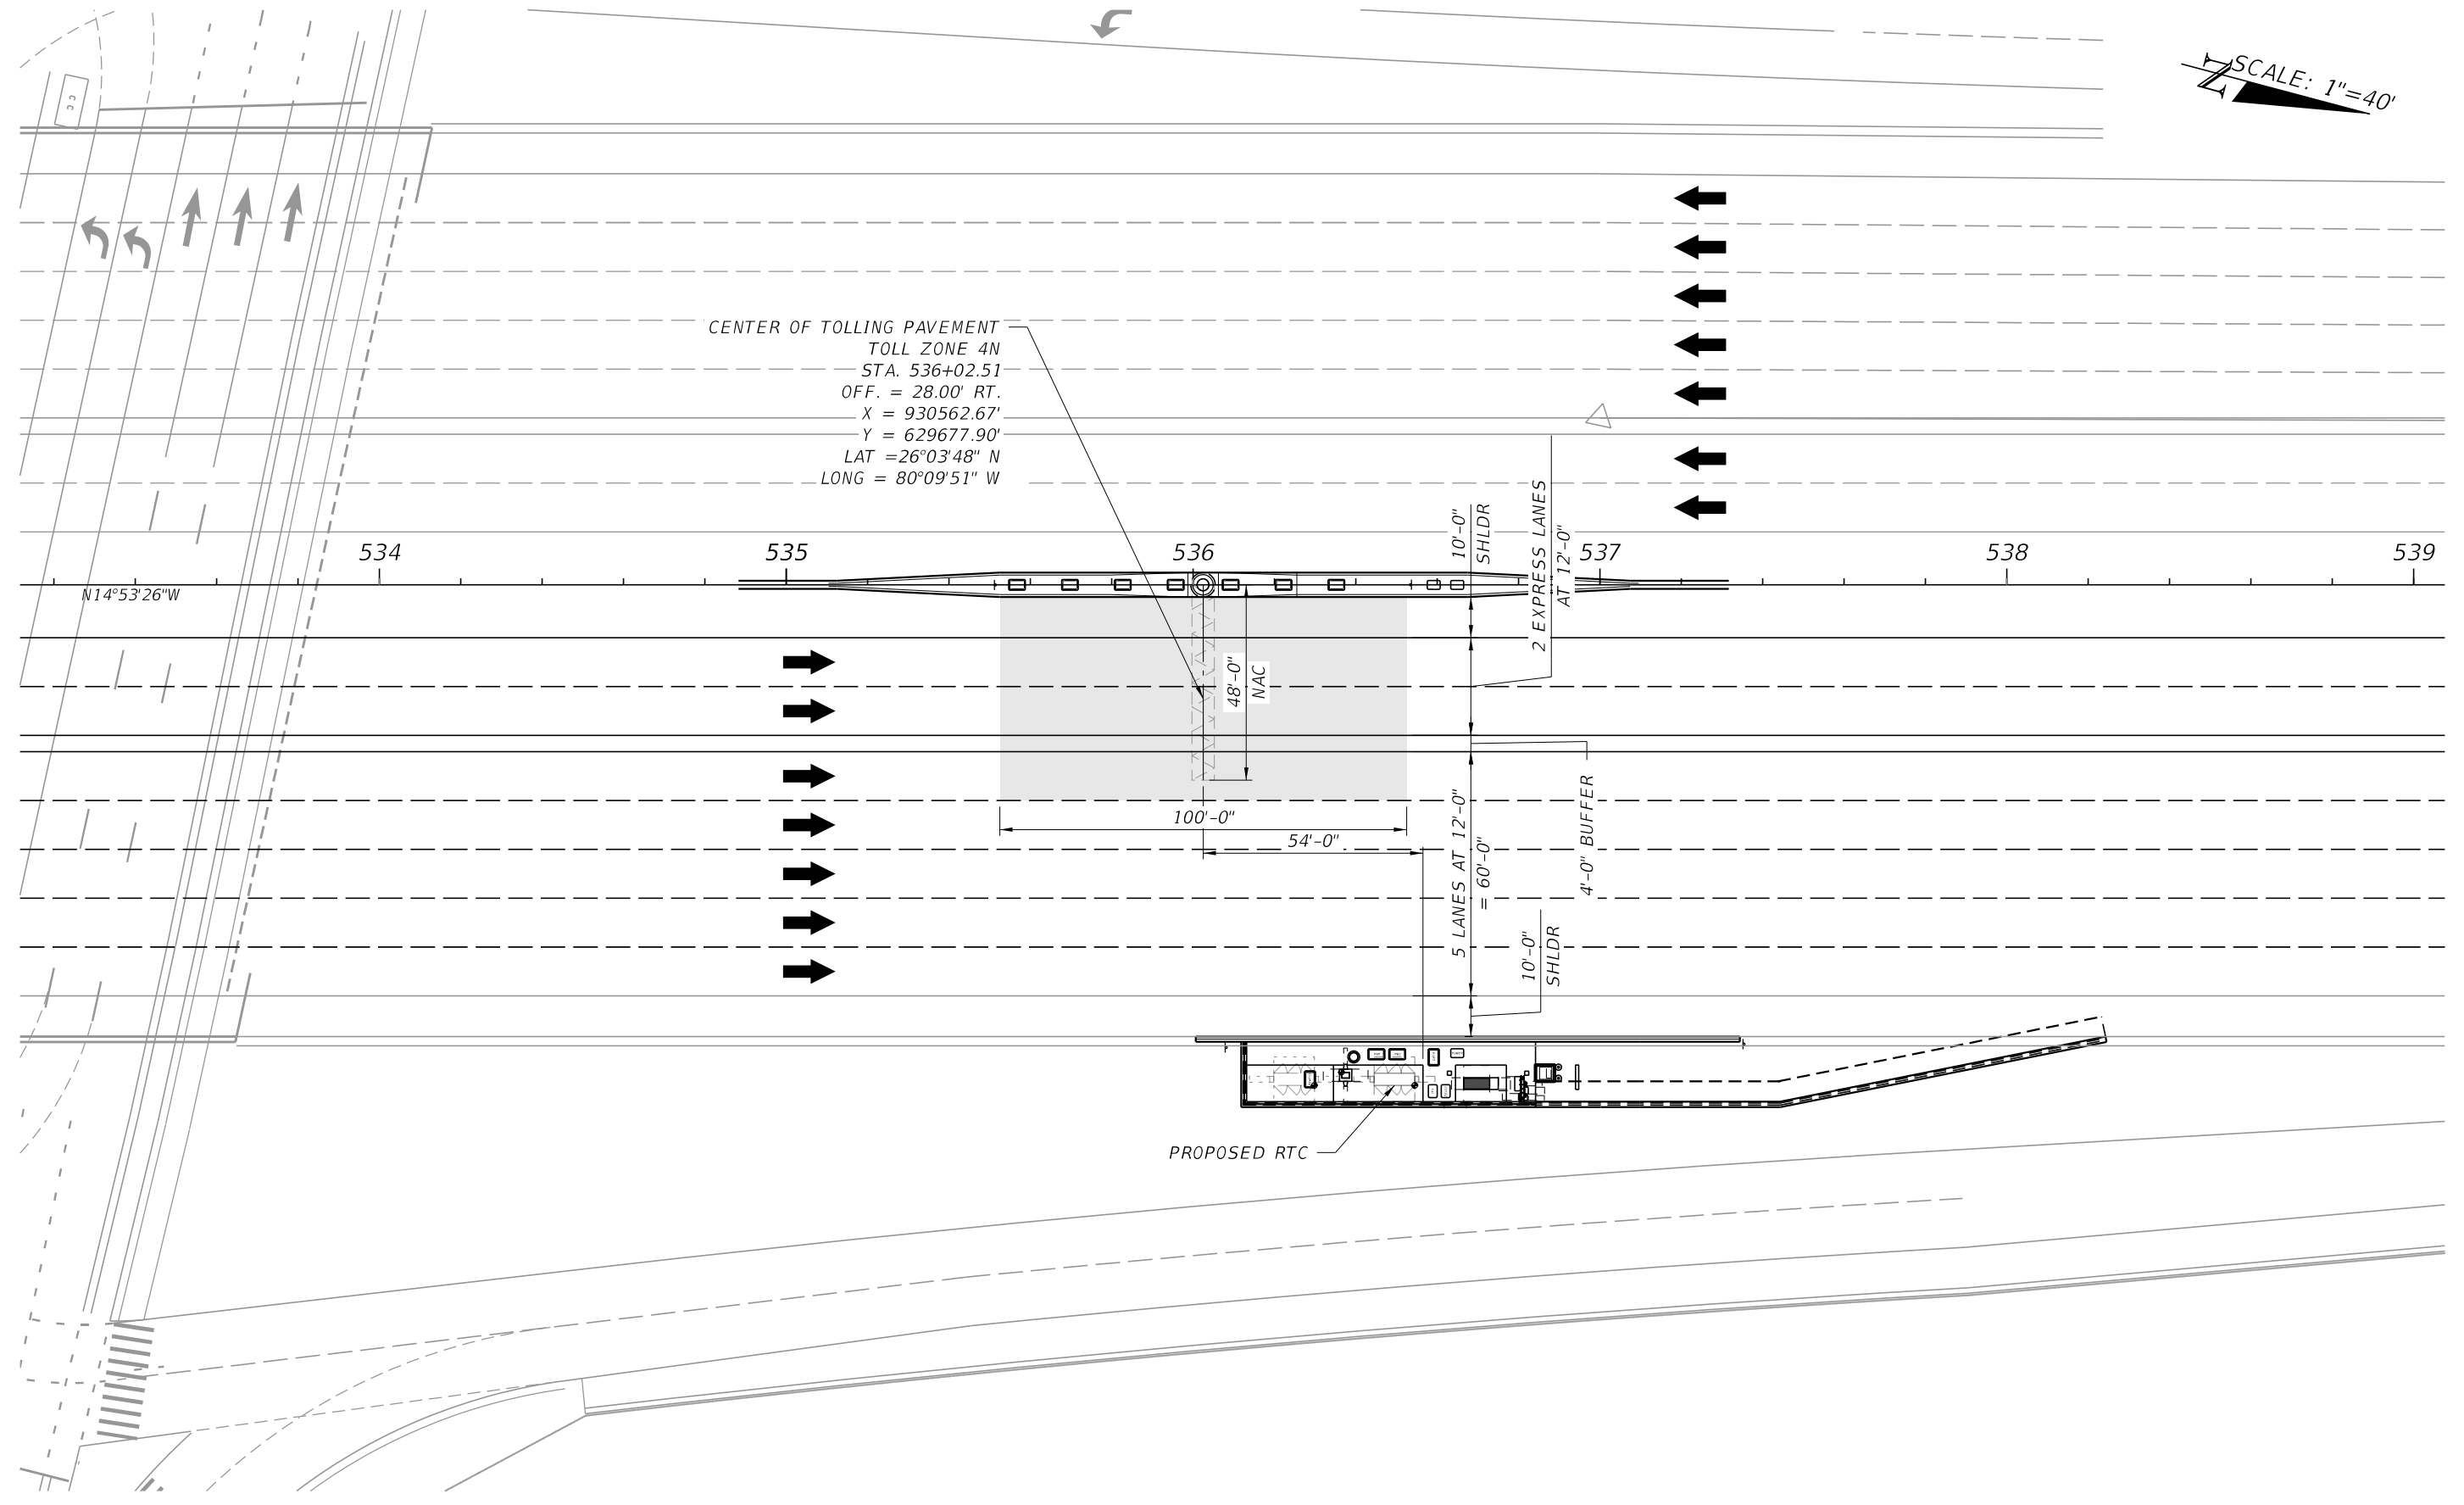 SCALE: 1"=40'
N
CENTER OF TOLLING PAVEMENT
TOLL ZONE 4N
STA. 536+02.51
OFF. = 28.00' RT.
X = 930562.67'
Y = 629677.90'
LAT =26°03'48" N
LONG = 80°09'51" W
534
535
536
537
538
539
N14°53'26"W
10'-0"
SHLDR
2 EXPRESS LANES
AT 12'-0"
48'-0"
NAC
100'-0"
54'-0"
5 LANES AT 12'-0"
= 60'-0"
4'-0" BUFFER
10'-0"
SHLDR
PROPOSED RTC